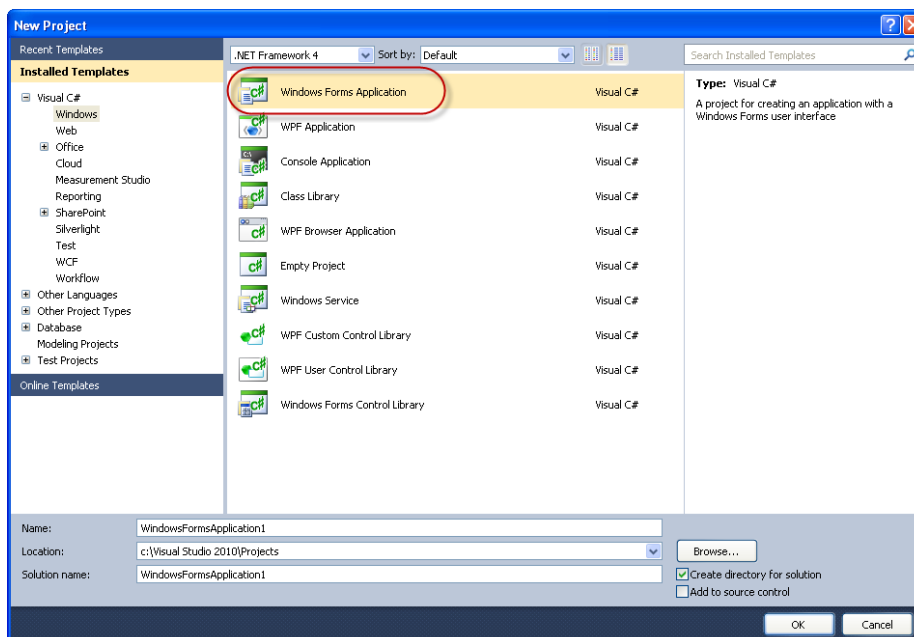 New Project
Recent Templates
Installed Templates
Visual C#
Windows
Web
Office
Cloud
Measurement Studio
Reporting
SharePoint
Silverlight
Test
WCF
Workflow
Other Languages
Other Project Types
Database
Modeling Projects
Test Projects
Online Templates
.NET Framework 4 Sort by: Default
Windows Forms Application Visual C#
WPF Application Visual C#
Console Application Visual C#
Class Library Visual C#
WPF Browser Application Visual C#
Empty Project Visual C#
Windows Service Visual C#
WPF Custom Control Library Visual C#
WPF User Control Library Visual C#
Windows Forms Control Library Visual C#
Search Installed Templates
Type: Visual C#
A project for creating an application with a
Windows Forms user interface
Name: WindowsFormsApplication1
Location: c:\Visual Studio 2010\Projects Browse...
Solution name: WindowsFormsApplication1 Create directory for solution
Add to source control
OK Cancel